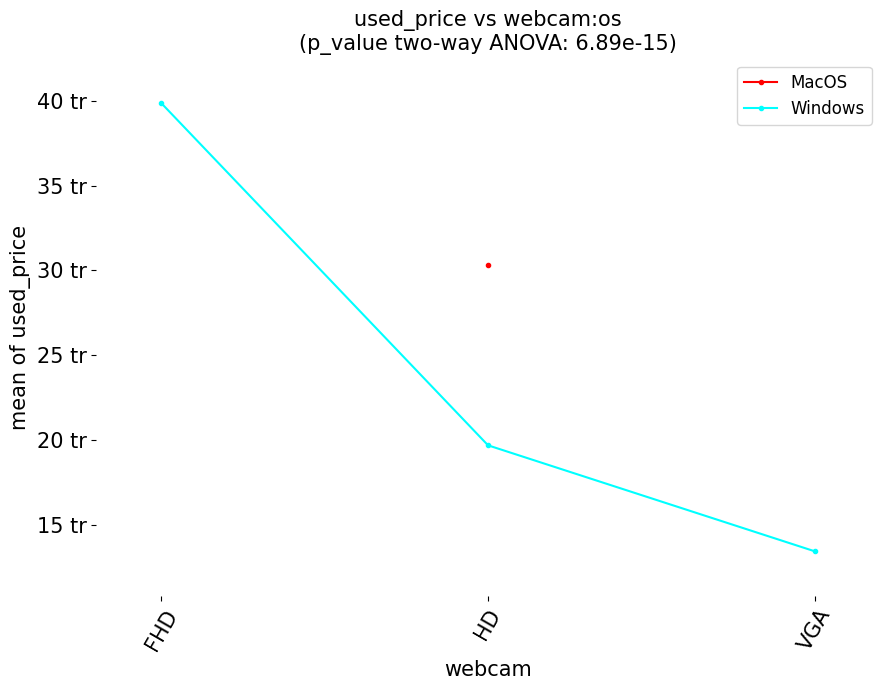 used_price vs webcam:os
(p_value two-way ANOVA: 6.89e-15)
MacOS
Windows
40 tr
35 tr
30 tr
25 tr
20 tr
15 tr
mean of used_price
FHD
HD
VGA
webcam